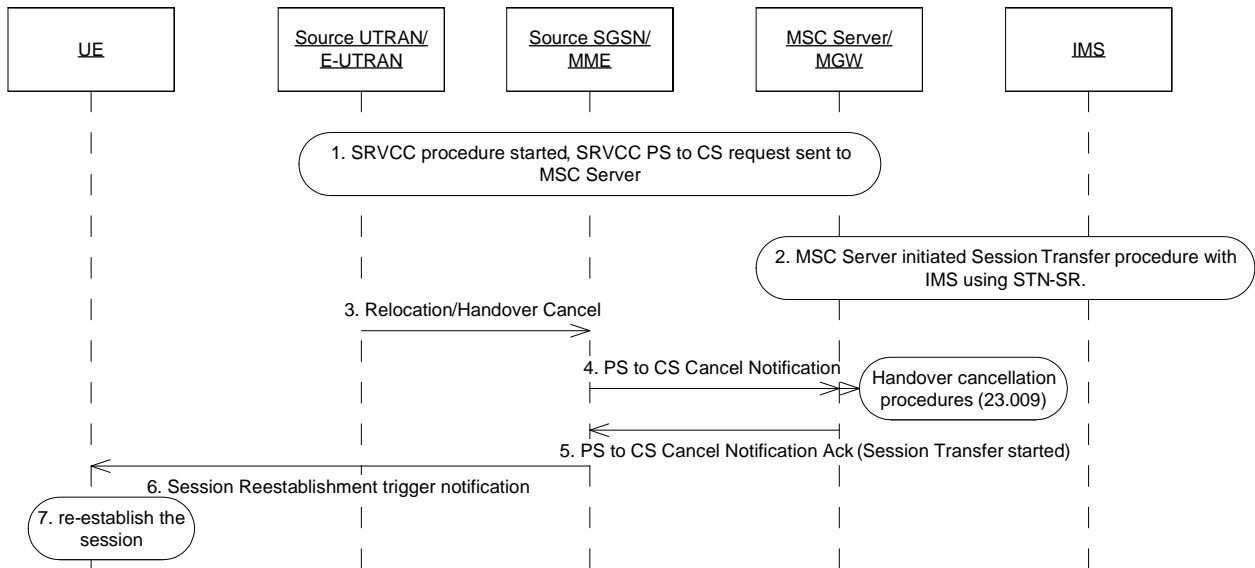 UE
Source UTRAN/
E-UTRAN
Source SGSN/
MME
MSC Server/
MGW
IMS
1. SRVCC procedure started, SRVCC PS to CS request sent to
MSC Server
2. MSC Server initiated Session Transfer procedure with
IMS using STN-SR.
3. Relocation/Handover Cancel
4. PS to CS Cancel Notification
Handover cancellation
procedures (23.009)
5. PS to CS Cancel Notification Ack (Session Transfer started)
6. Session Reestablishment trigger notification
7. re-establish the
session